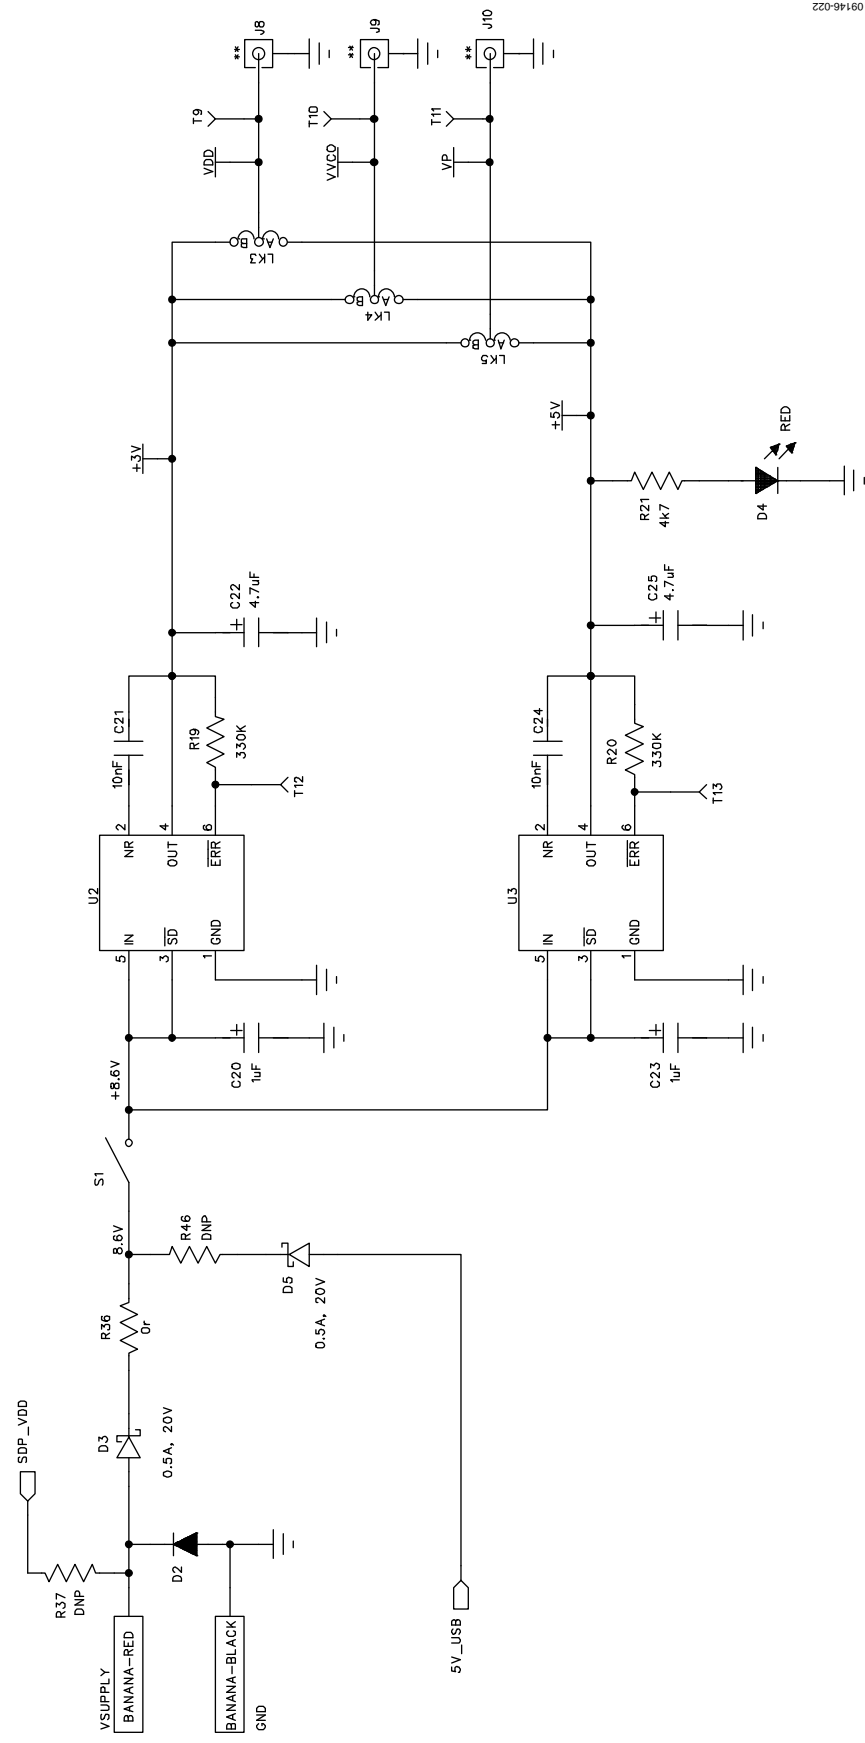 VSUPPLY
BANANA-RED
BANANA-BLACK
GND
R37
DNP
SDP_VDD
D2
D3
0.5A, 20V
R36
0r
8.6V
R46
DNP
D5
0.5A, 20V
5V_USB
S1
+8.6V
C20
1uF
C23
1uF
U2
5
IN
3
SD
1
GND
2
NR
4
OUT
6
ERR
U3
5
IN
3
SD
1
GND
2
NR
4
OUT
6
ERR
10nF
C21
R19
330K
T12
10nF
C24
R20
330K
T13
C22
4.7uF
+
C25
4.7uF
+
+
+
+3V
+5V
R21
4k7
D4
RED
LK5
A
B
LK4
A
B
LK3
A
B
VDD
T9
VVCO
T10
VP
T11
**
J8
**
J9
**
J10
09146-022